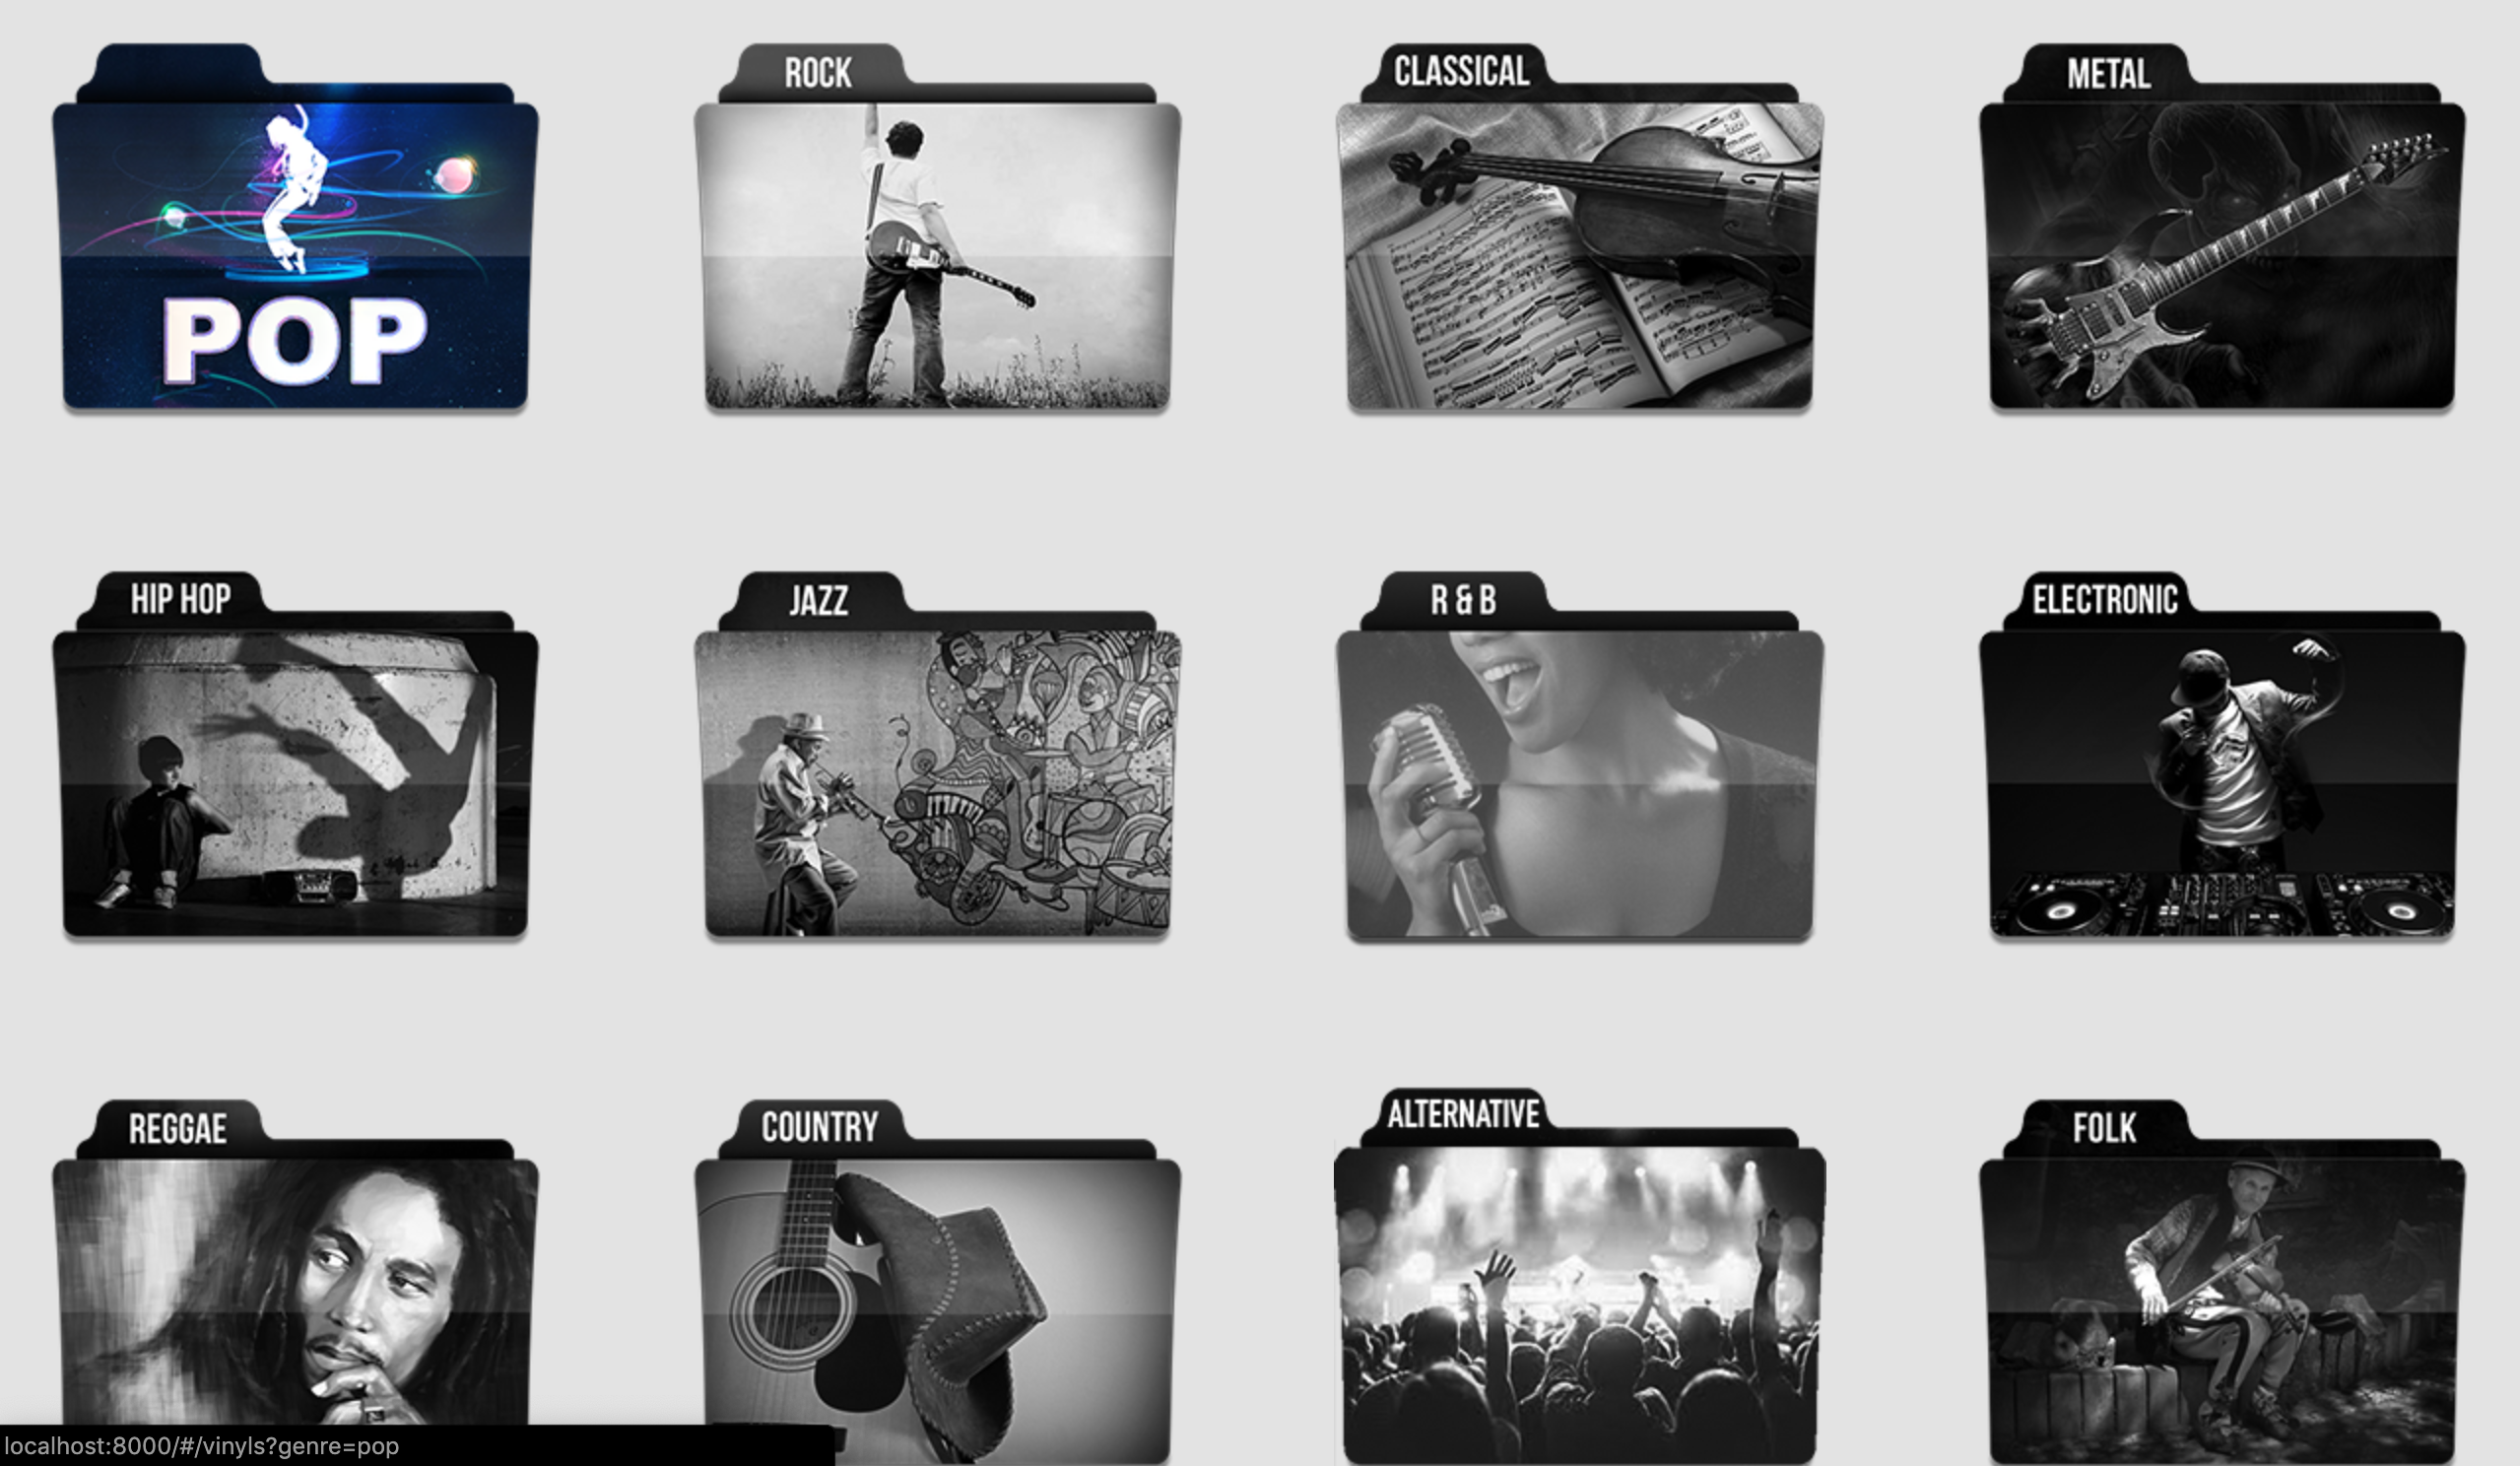 ROCK
CLASSICAL
METAL
POP
HIP HOP
JAZZ
R & B
ELECTRONIC
REGGAE
COUNTRY
ALTERNATIVE
FOLK
localhost:8000/#/vinyls?genre=pop